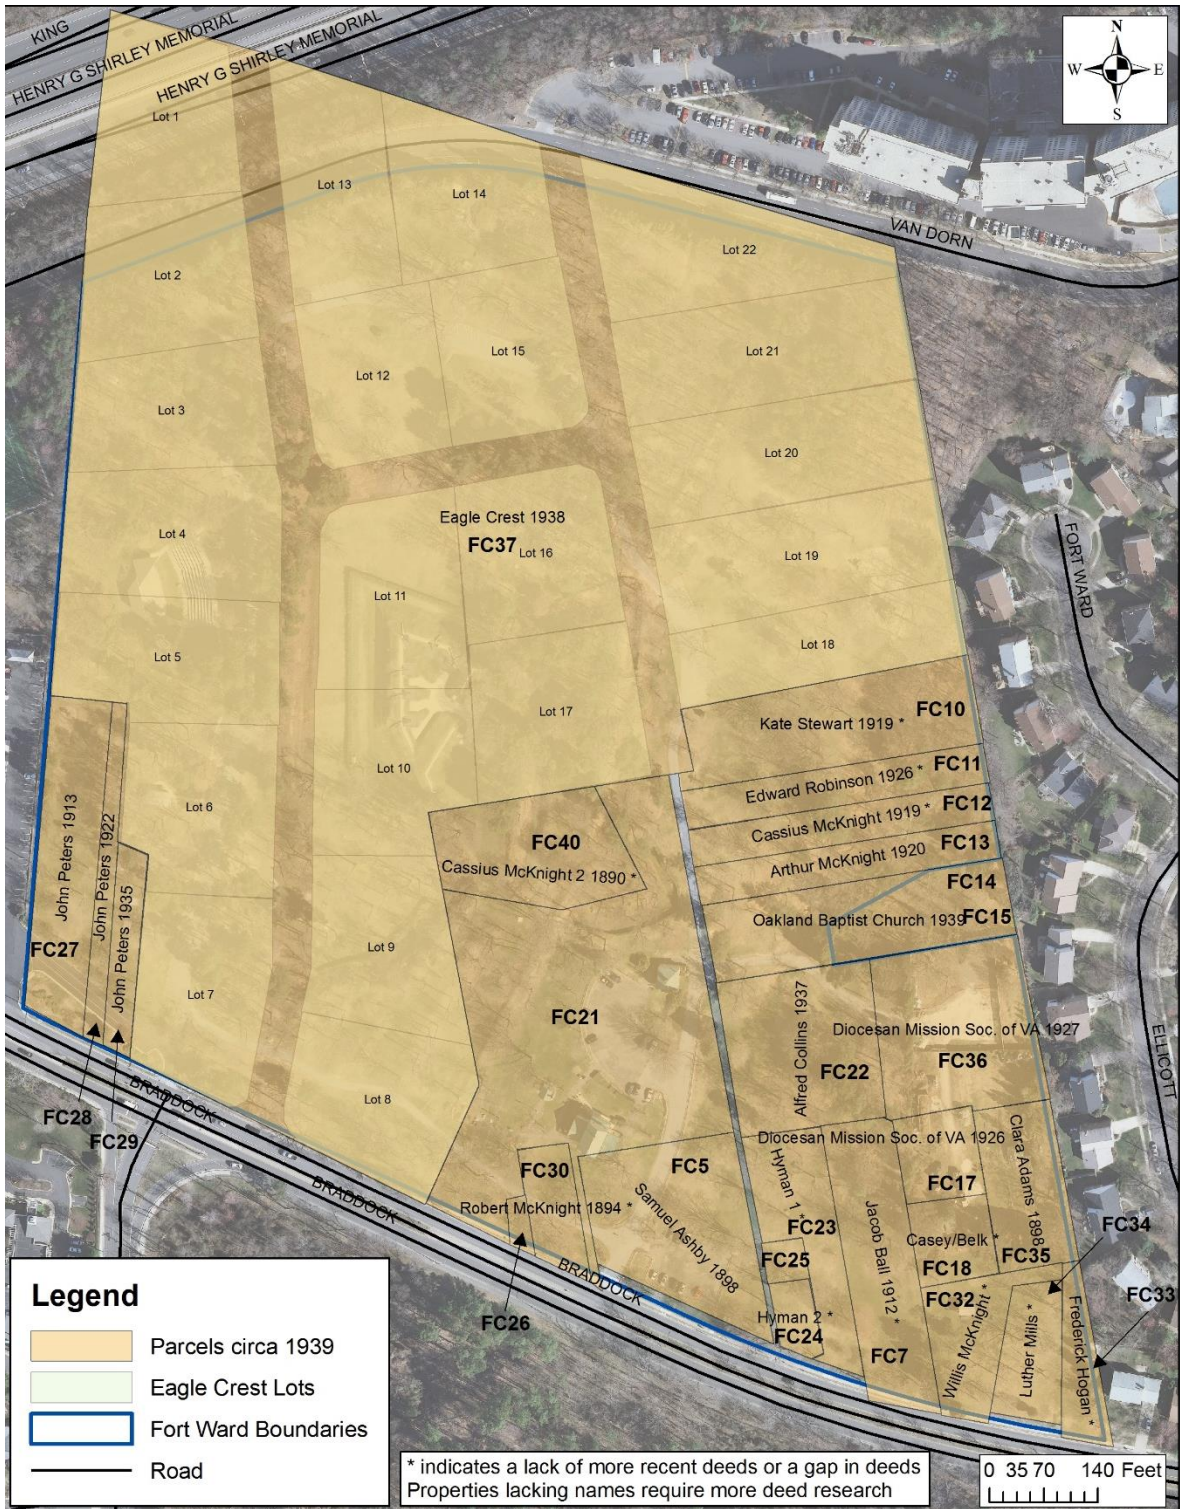 KING
HENRY G SHIRLEY MEMORIAL
HENRY G SHIRLEY MEMORIAL
N
W E
S
Lot 1
Lot 13
Lot 14
VAN DORN
Lot 22
Lot 2
Lot 15
Lot 21
Lot 12
Lot 3
Lot 20
Eagle Crest 1938
FC37
Lot 16
Lot 4
Lot 19
FORT WARD
Lot 11
Lot 18
Lot 5
Lot 17
FC10
Kate Stewart 1919 *
FC11
Edward Robinson 1926 *
Lot 10
FC12
Cassius McKnight 1919 *
Lot 6
FC13
Arthur McKnight 1920
FC40
Cassius McKnight 2 1890 *
FC14
Oakland Baptist Church 1939
FC15
John Peters 1913
John Peters 1922
John Peters 1935
FC27
Lot 9
Lot 7
FC21
Alfred Collins 1937
Diocesan Mission Soc. of VA 1927
FC36
FC22
ELLICOTT
Lot 8
BRADDOCK
FC28
FC29
Diocesan Mission Soc. of VA 1926
Clara Adams 1898
Hyman 1 *
FC30
FC5
FC17
BRADDOCK
Robert McKnight 1894 *
Samuel Ashby 1898
FC23
Jacob Ball 1912 *
Casey/Belk *
FC34
FC35
FC25
FC18
BRADDOCK
FC33
FC32
Willis McKnight *
Luther Mills *
Frederick Hogan *
FC26
Hyman 2 *
FC24
FC7
Legend
Parcels circa 1939
Eagle Crest Lots
Fort Ward Boundaries
Road
* indicates a lack of more recent deeds or a gap in deeds
Properties lacking names require more deed research
0 35 70 140 Feet